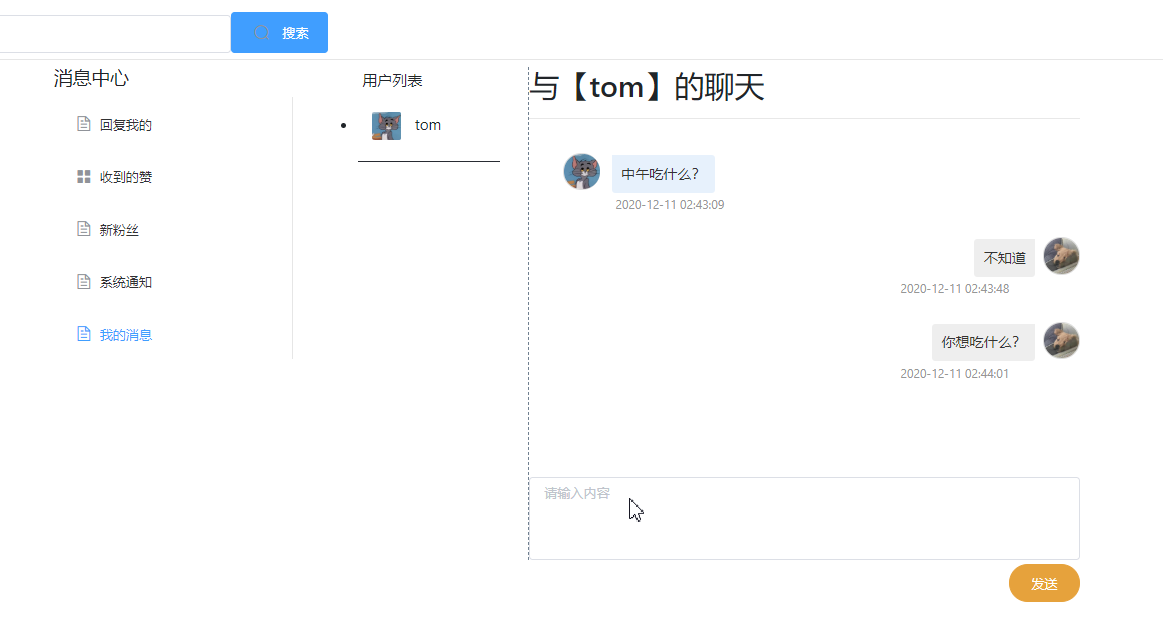 搜索
消息中心
回复我的
收到的赞
新粉丝
系统通知
我的消息
用户列表
tom
与【tom】的聊天
中午吃什么？
2020-12-11 02:43:09
不知道
2020-12-11 02:43:48
你想吃什么？
2020-12-11 02:44:01
请输入内容
发送